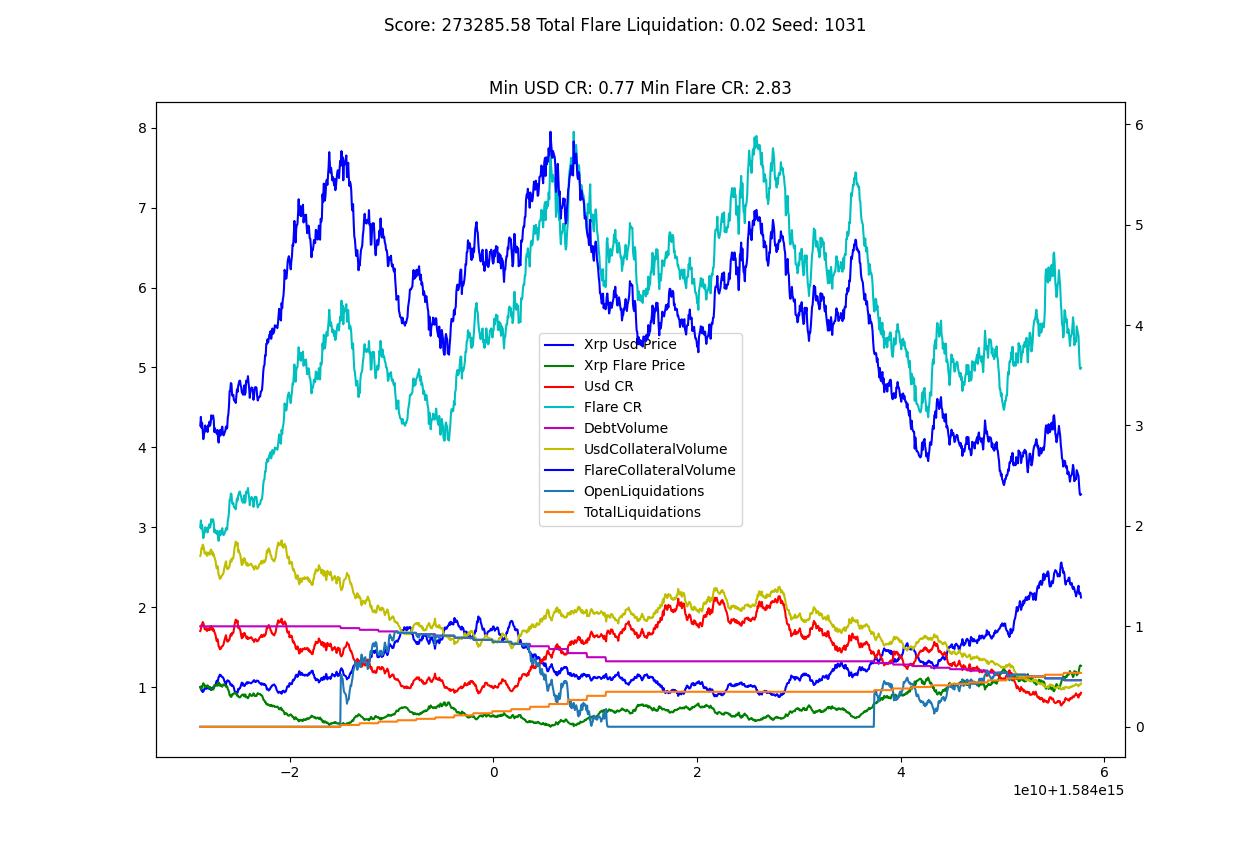 Score: 273285.58 Total Flare Liquidation: 0.02 Seed: 1031
Min USD CR: 0.77 Min Flare CR: 2.83
8
7
6
5
4
3
2
1
6
5
4
3
2
1
0
Xrp Usd Price
Xrp Flare Price
Usd CR
Flare CR
DebtVolume
UsdCollateralVolume
FlareCollateralVolume
OpenLiquidations
TotalLiquidations
−2 0 2 4 6
1e10+1.584e15